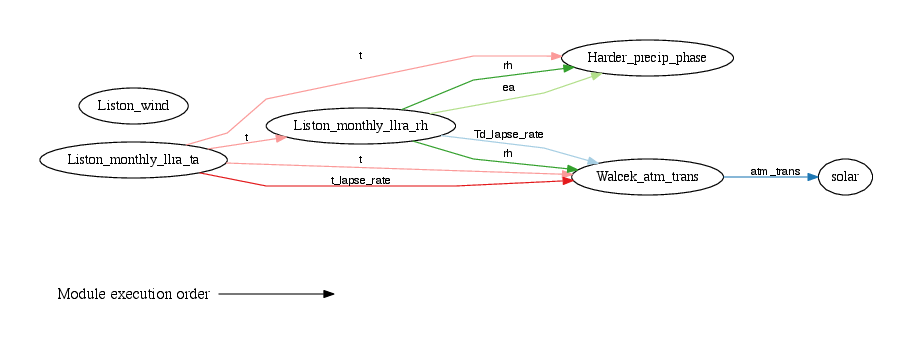 t
Harder_precip_phase
rh
ea
Liston_wind
Liston_monthly_llra_rh
t
Td_lapse_rate
Liston_monthly_llra_ta
t
rh
t_lapse_rate
Walcek_atm_trans
atm_trans
solar
Module execution order